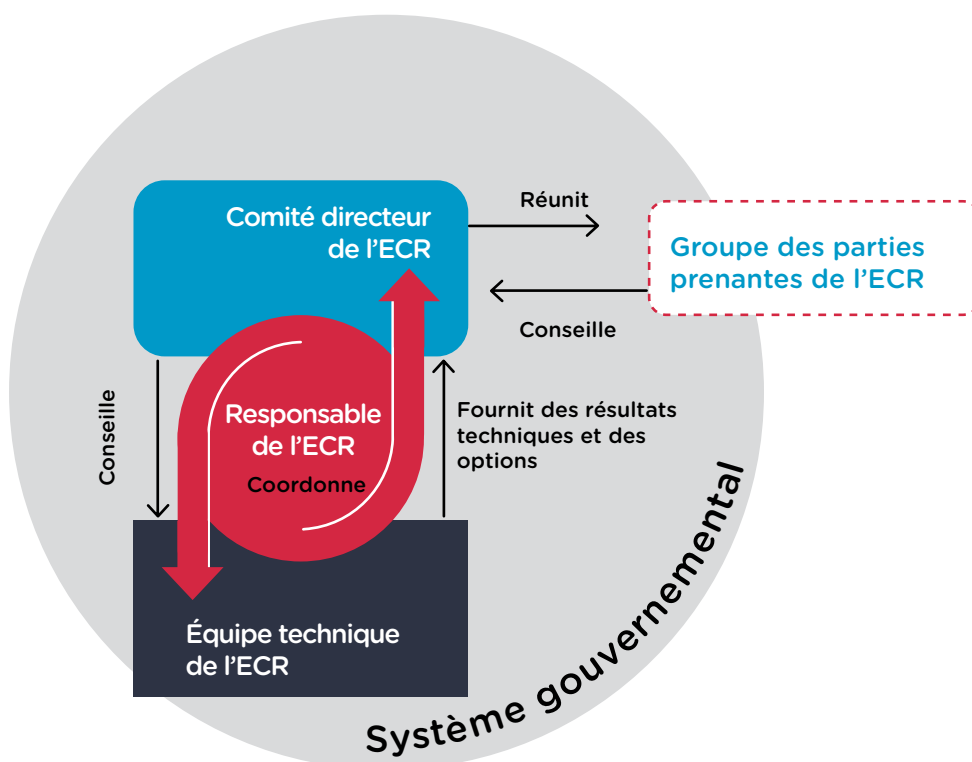 Comité directeur
de l’ECR
Réunit
Groupe des parties
prenantes de l’ECR
Conseille
Conseille
Responsable
de l’ECR
Coordonne
Fournit des résultats
techniques et des
options
Équipe technique
de l’ECR
Système gouvernemental